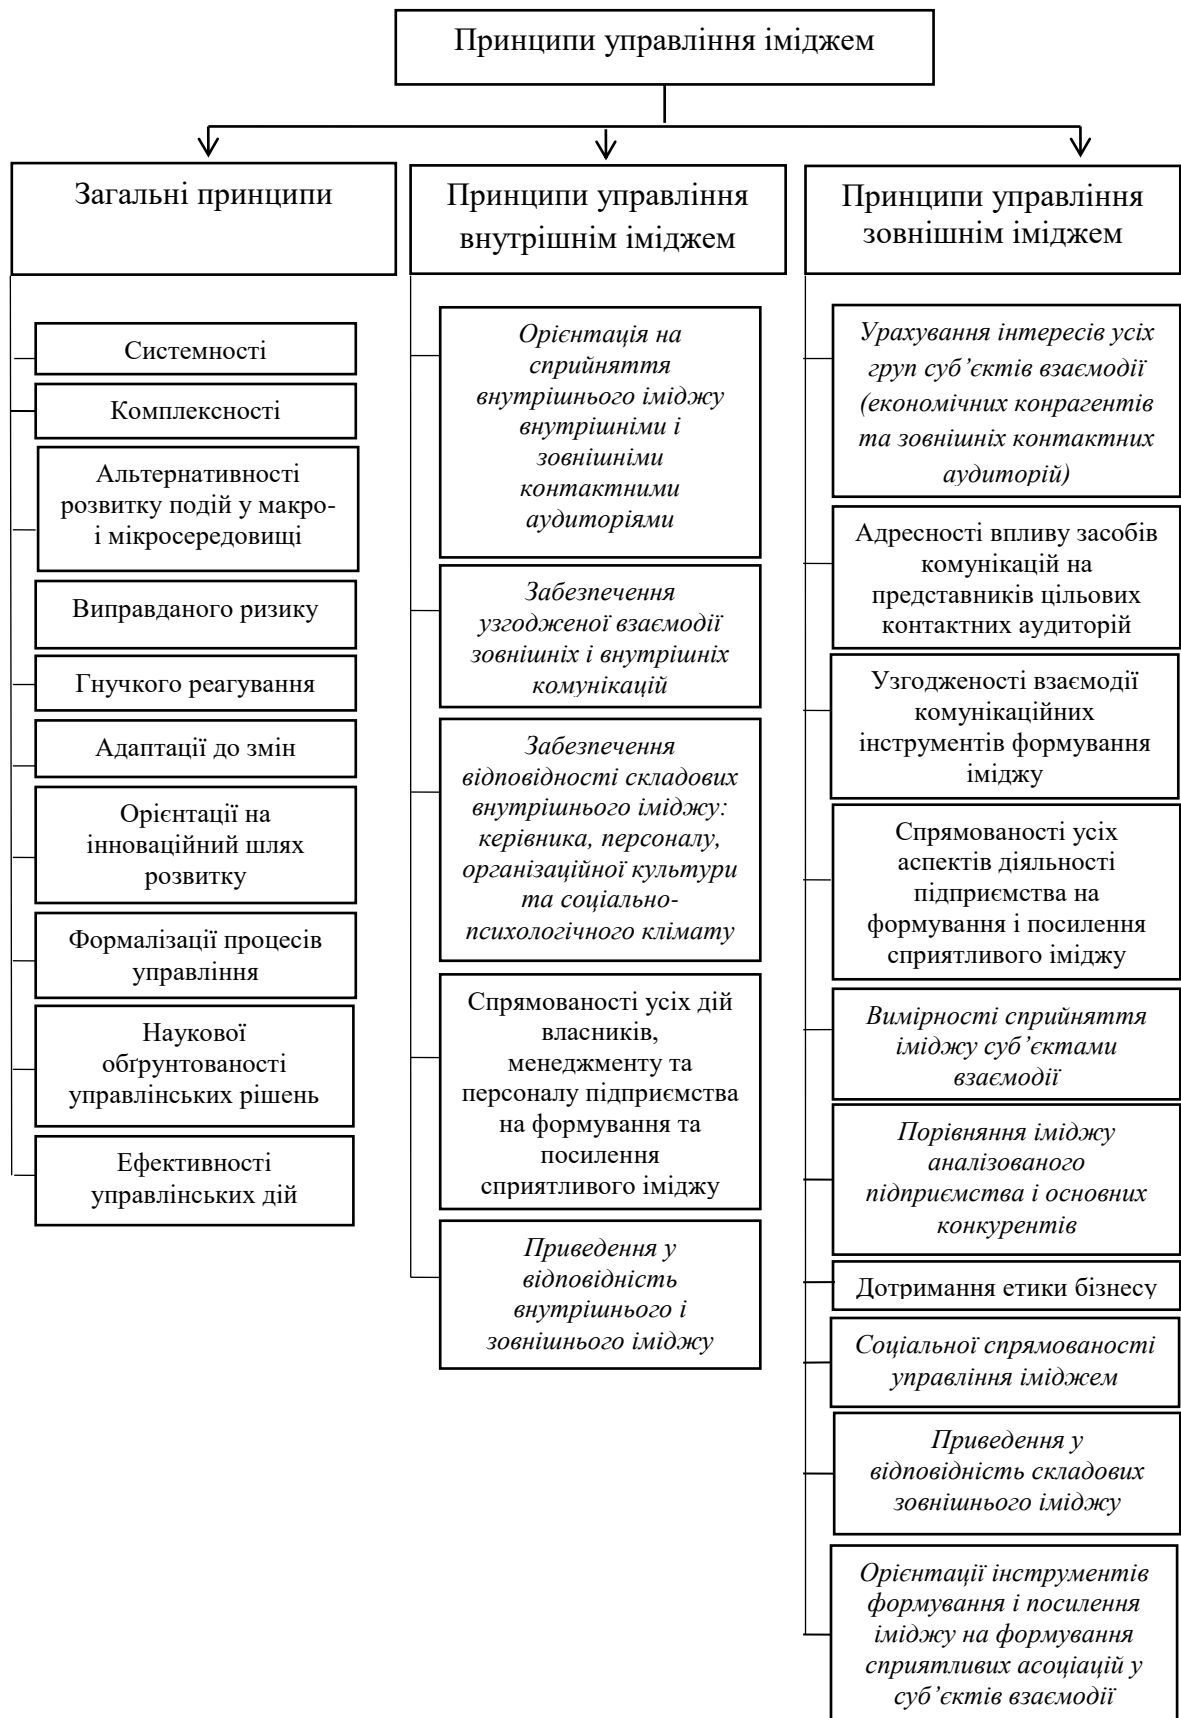 Принципи управління іміджем
Загальні принципи
Системності
Комплексності
Альтернативності
розвитку подій у макро-
і мікросередовищі
Виправданого ризику
Гнучкого реагування
Адаптації до змін
Орієнтації на
інноваційний шлях
розвитку
Формалізації процесів
управління
Наукової
обґрунтованості
управлінських рішень
Ефективності
управлінських дій
Принципи управління
внутрішнім іміджем
Орієнтація на
сприйняття
внутрішнього іміджу
внутрішніми і
зовнішніми
контактними
аудиторіями
Забезпечення
узгодженої взаємодії
зовнішніх і внутрішніх
комунікацій
Забезпечення
відповідності складових
внутрішнього іміджу:
керівника, персоналу,
організаційної культури
та соціально-
психологічного клімату
Спрямованості усіх дій
власників,
менеджменту та
персоналу підприємства
на формування та
посилення
сприятливого іміджу
Приведення у
відповідність
внутрішнього і
зовнішнього іміджу
Принципи управління
зовнішнім іміджем
Урахування інтересів усіх
груп суб’єктів взаємодії
(економічних конрагентів
та зовнішніх контактних
аудиторій)
Адресності впливу засобів
комунікацій на
представників цільових
контактних аудиторій
Узгодженості взаємодії
комунікаційних
інструментів формування
іміджу
Спрямованості усіх
аспектів діяльності
підприємства на
формування і посилення
сприятливого іміджу
Вимірності сприйняття
іміджу суб’єктами
взаємодії
Порівняння іміджу
аналізованого
підприємства і основних
конкурентів
Дотримання етики бізнесу
Соціальної спрямованості
управління іміджем
Приведення у
відповідність складових
зовнішнього іміджу
Орієнтації інструментів
формування і посилення
іміджу на формування
сприятливих асоціацій у
суб’єктів взаємодії